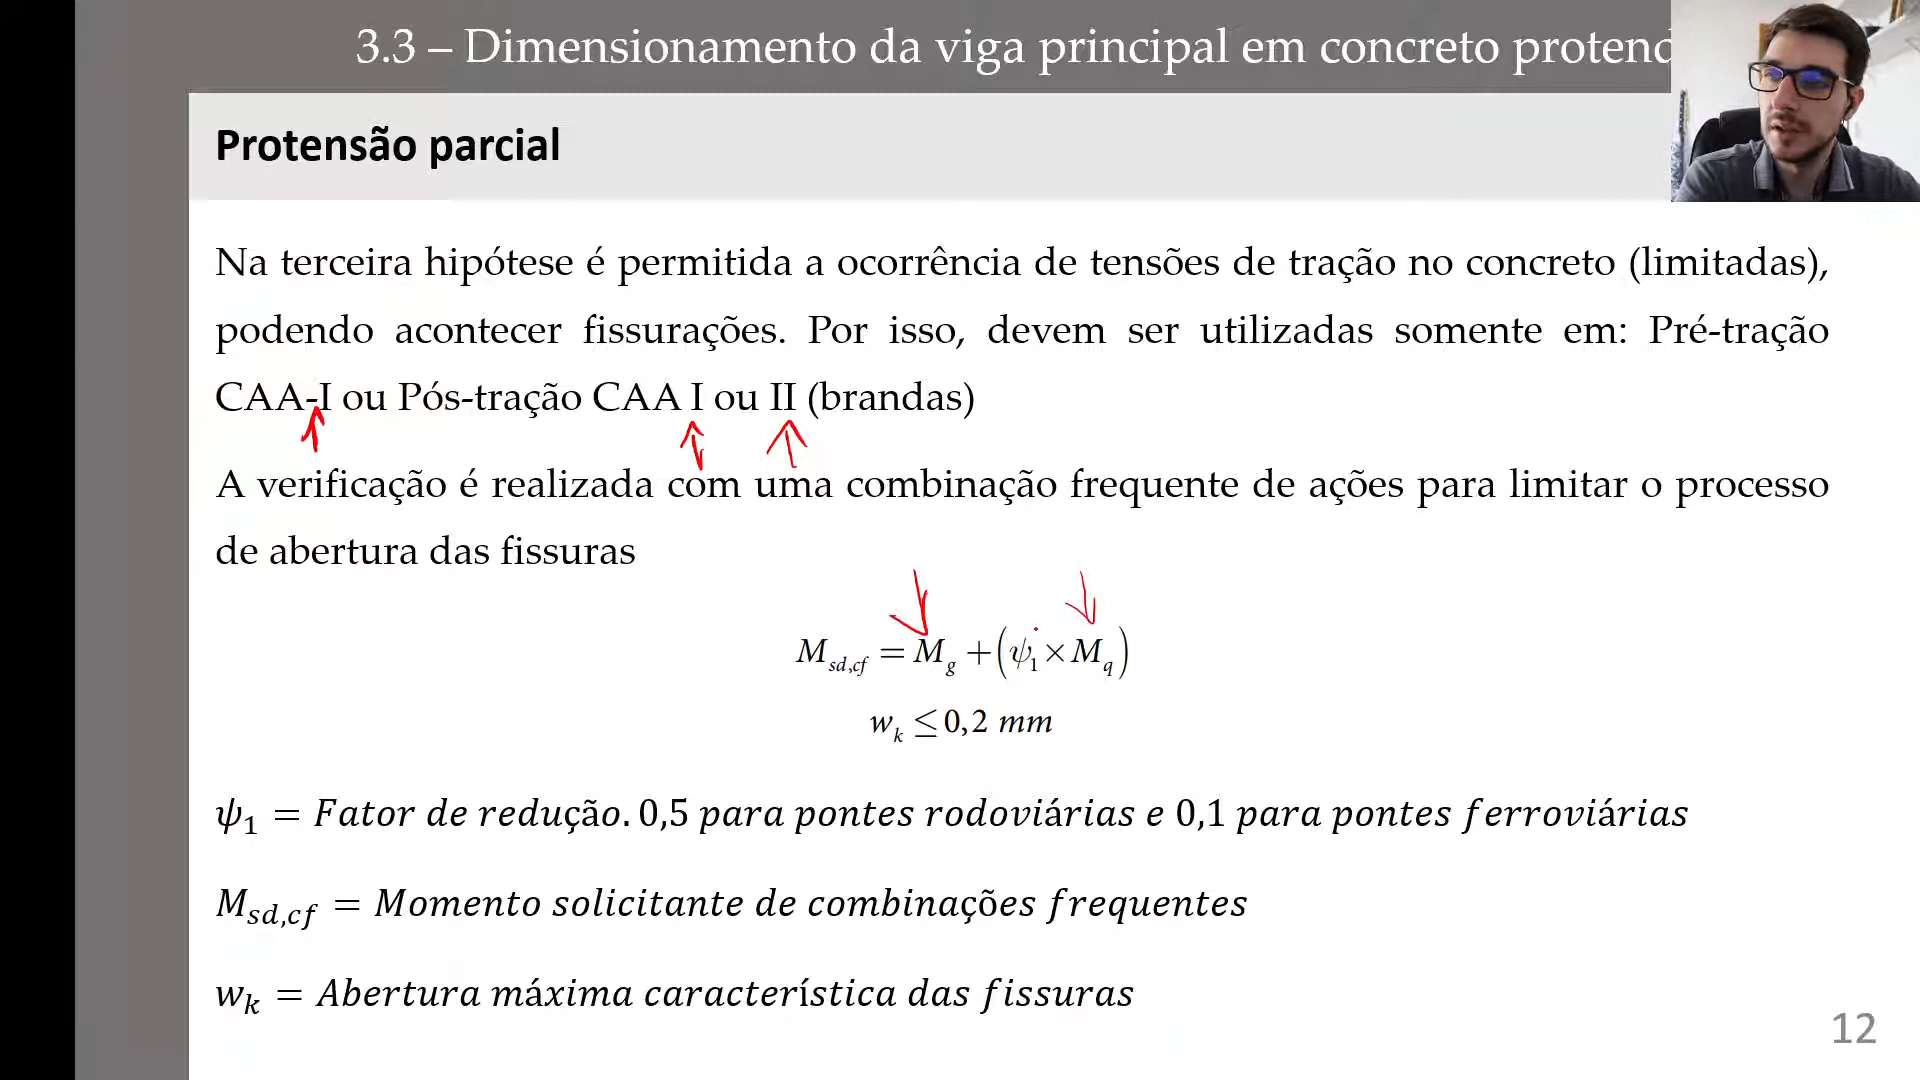 3.3 – Dimensionamento da viga principal em concreto protend
Protensão parcial
Na terceira hipótese é permitida a ocorrência de tensões de tração no concreto (limitadas),
podendo acontecer fissurações. Por isso, devem ser utilizadas somente em: Pré-tração
CAA-I ou Pós-tração CAA I ou II (brandas)
A verificação é realizada com uma combinação frequente de ações para limitar o processo
de abertura das fissuras
M_{sd,cf} = M_g + (ψ_1 × M_q)
w_k ≤ 0,2 mm
ψ_1 = Fator de redução. 0,5 para pontes rodoviárias e 0,1 para pontes ferroviárias
M_{sd,cf} = Momento solicitante de combinações frequentes
w_k = Abertura máxima característica das fissuras
12